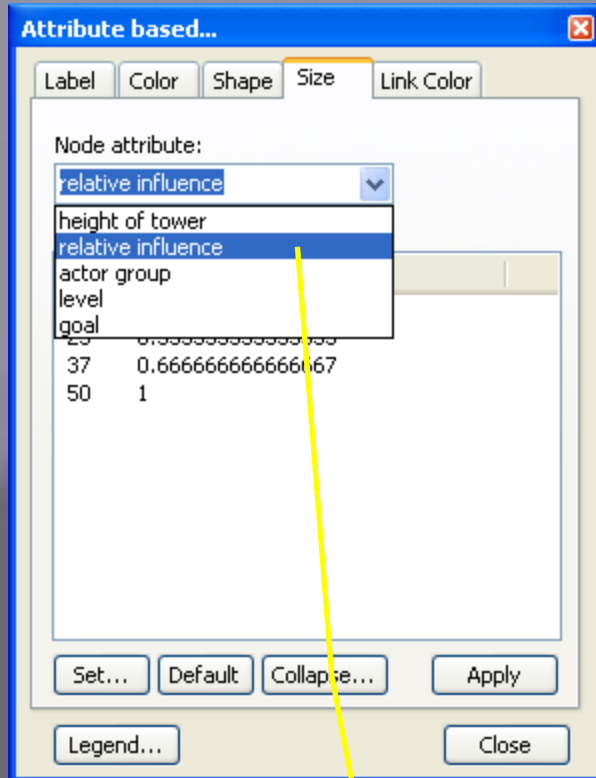 Attribute based...
Label Color Shape Size Link Color
Node attribute:
relative influence
height of tower
relative influence
actor group
level
goal
37 0.666666666666667
50 1
Set... Default Collapse... Apply
Legend... Close